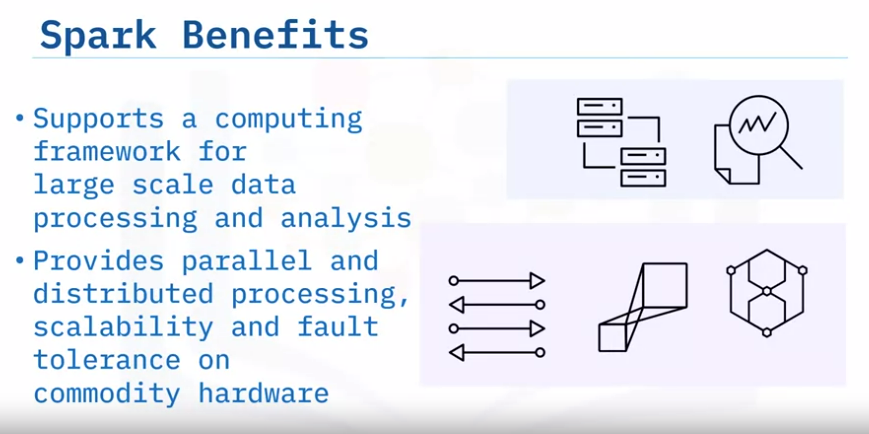 Spark Benefits
• Supports a computing
framework for
large scale data
processing and analysis
• Provides parallel and
distributed processing,
scalability and fault
tolerance on
commodity hardware